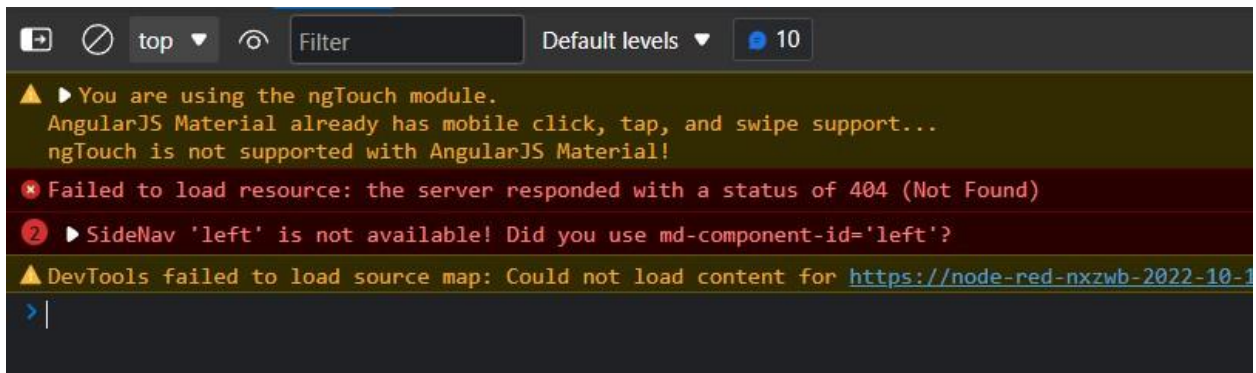 top Filter Default levels 10
You are using the ngTouch module.
AngularJS Material already has mobile click, tap, and swipe support...
ngTouch is not supported with AngularJS Material!
Failed to load resource: the server responded with a status of 404 (Not Found)
2 SideNav 'left' is not available! Did you use md-component-id='left'?
DevTools failed to load source map: Could not load content for https://node-red-nxzwb-2022-10-1